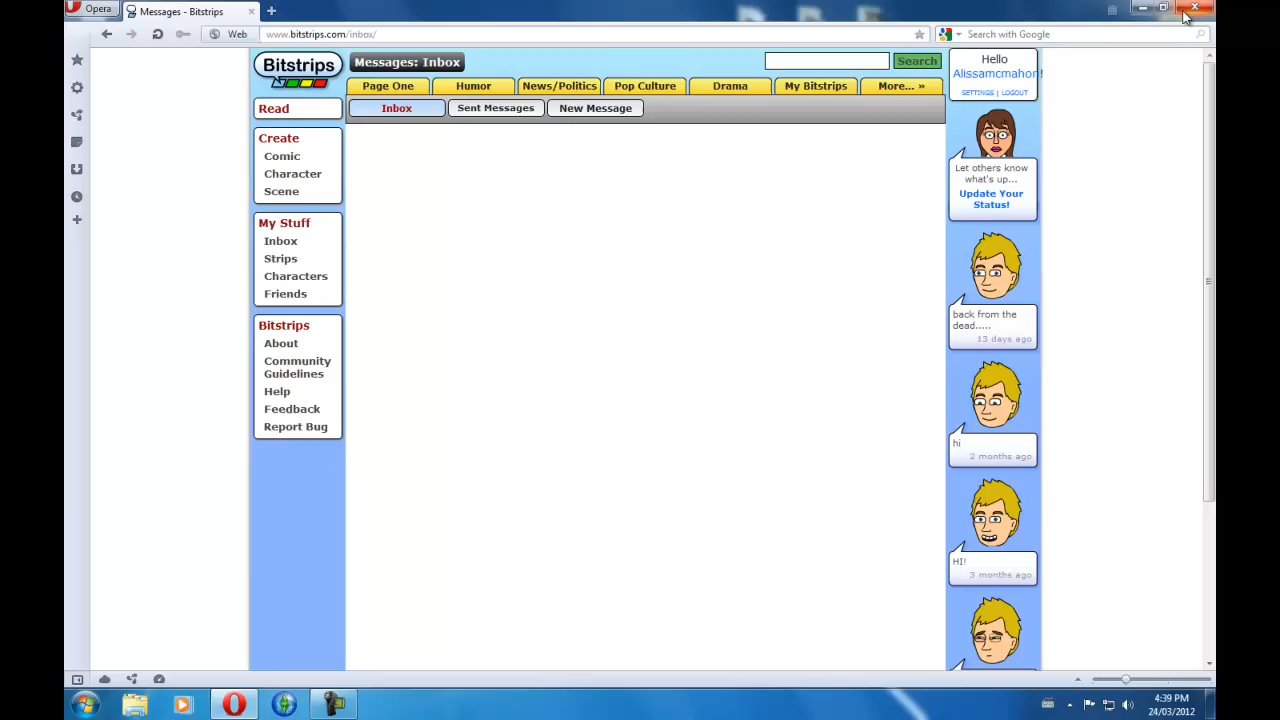 Opera
Messages - Bitstrips
Web
www.bitstrips.com/inbox/
Search with Google
Bitstrips
Messages: Inbox
Search
Page One
Humor
News/Politics
Pop Culture
Drama
My Bitstrips
More... »
Inbox
Sent Messages
New Message
Read
Create
Comic
Character
Scene
My Stuff
Inbox
Strips
Characters
Friends
Bitstrips
About
Community
Guidelines
Help
Feedback
Report Bug
Hello
Alissamcmahon!
SETTINGS | LOGOUT
Let others know
what's up...
Update Your
Status!
back from the
dead.....
13 days ago
hi
2 months ago
HI!
3 months ago
4:39 PM
24/03/2012